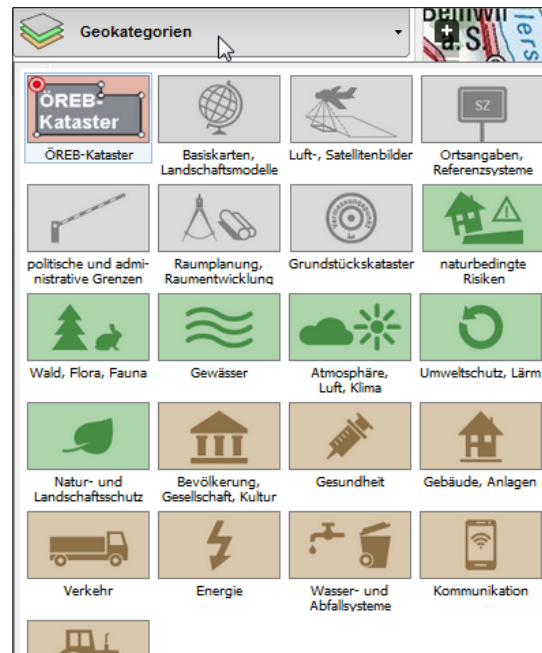 Geokategorien
a. S.
ÖREB-
Kataster
SZ
ÖREB-Kataster
Basiskarten,
Landschaftsmodelle
Luft-, Satellitenbilder
Ortsangaben,
Referenzsysteme
Vermessungspunkt
politische und admi-
nistrative Grenzen
Raumplanung,
Raumentwicklung
Grundstückskataster
naturbedingte
Risiken
Wald, Flora, Fauna
Gewässer
Atmosphäre,
Luft, Klima
Umweltschutz, Lärm
Natur- und
Landschaftsschutz
Bevölkerung,
Gesellschaft, Kultur
Gesundheit
Gebäude, Anlagen
Verkehr
Energie
Wasser- und
Abfallsysteme
Kommunikation